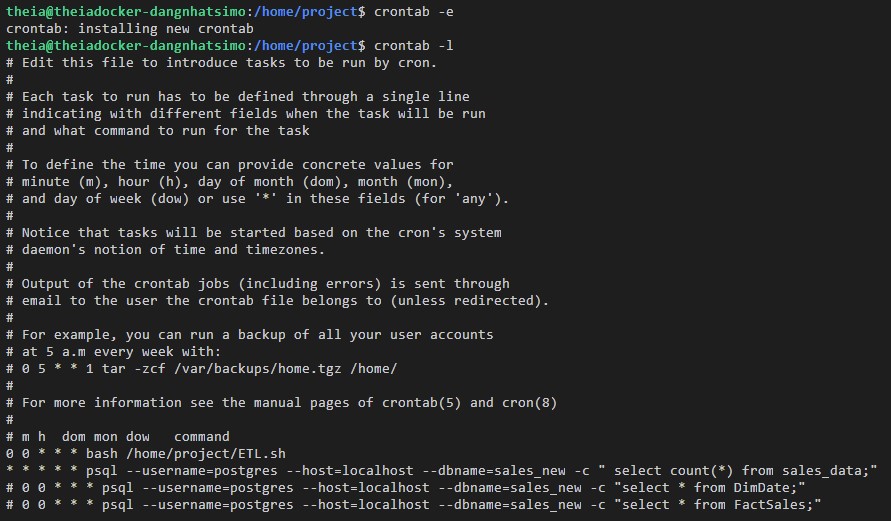 theia@theiadocker-dangnhatsimo:/home/project$ crontab -e
crontab: installing new crontab
theia@theiadocker-dangnhatsimo:/home/project$ crontab -l
# Edit this file to introduce tasks to be run by cron.
#
# Each task to run has to be defined through a single line
# indicating with different fields when the task will be run
# and what command to run for the task
#
# To define the time you can provide concrete values for
# minute (m), hour (h), day of month (dom), month (mon),
# and day of week (dow) or use '*' in these fields (for 'any').
#
# Notice that tasks will be started based on the cron's system
# daemon's notion of time and timezones.
#
# Output of the crontab jobs (including errors) is sent through
# email to the user the crontab file belongs to (unless redirected).
#
# For example, you can run a backup of all your user accounts
# at 5 a.m every week with:
# 0 5 * * 1 tar -zcf /var/backups/home.tgz /home/
#
# For more information see the manual pages of crontab(5) and cron(8)
#
# m h  dom mon dow   command
0 0 * * * bash /home/project/ETL.sh
* * * * * psql --username=postgres --host=localhost --dbname=sales_new -c " select count(*) from sales_data;"
# 0 0 * * * psql --username=postgres --host=localhost --dbname=sales_new -c "select * from DimDate;"
# 0 0 * * * psql --username=postgres --host=localhost --dbname=sales_new -c "select * from FactSales;"